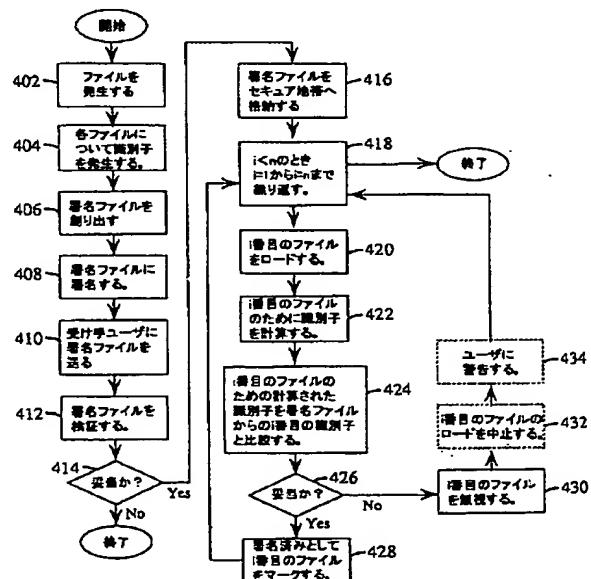 開始
402
ファイルを
発生する
404
各ファイルに
ついて識別子
を発生する。
406
署名ファイルを
創り出す
408
署名ファイルに
署名する。
410
受け手ユーザに
署名ファイルを
送る
412
署名ファイルを
検証する。
414
妥当か?
Yes
No
終了
署名ファイルを
セキュア地帯へ
格納する
416
418
i<nのとき
i=1からi=nまで
繰り返す。
終了
i番目のファイル
をロードする。
420
i番目のファイル
のために識別子
を計算する。
422
i番目のファイルの
ための計算された
識別子を署名ファイル
からのi番目の識別子
と比較する。
424
426
妥当か?
No
Yes
署名済みとして
i番目のファイル
をマークする。
428
ユーザに
警告する。
434
i番目のファイルの
ロードを中止する。
432
i番目のファイル
を無視する。
430